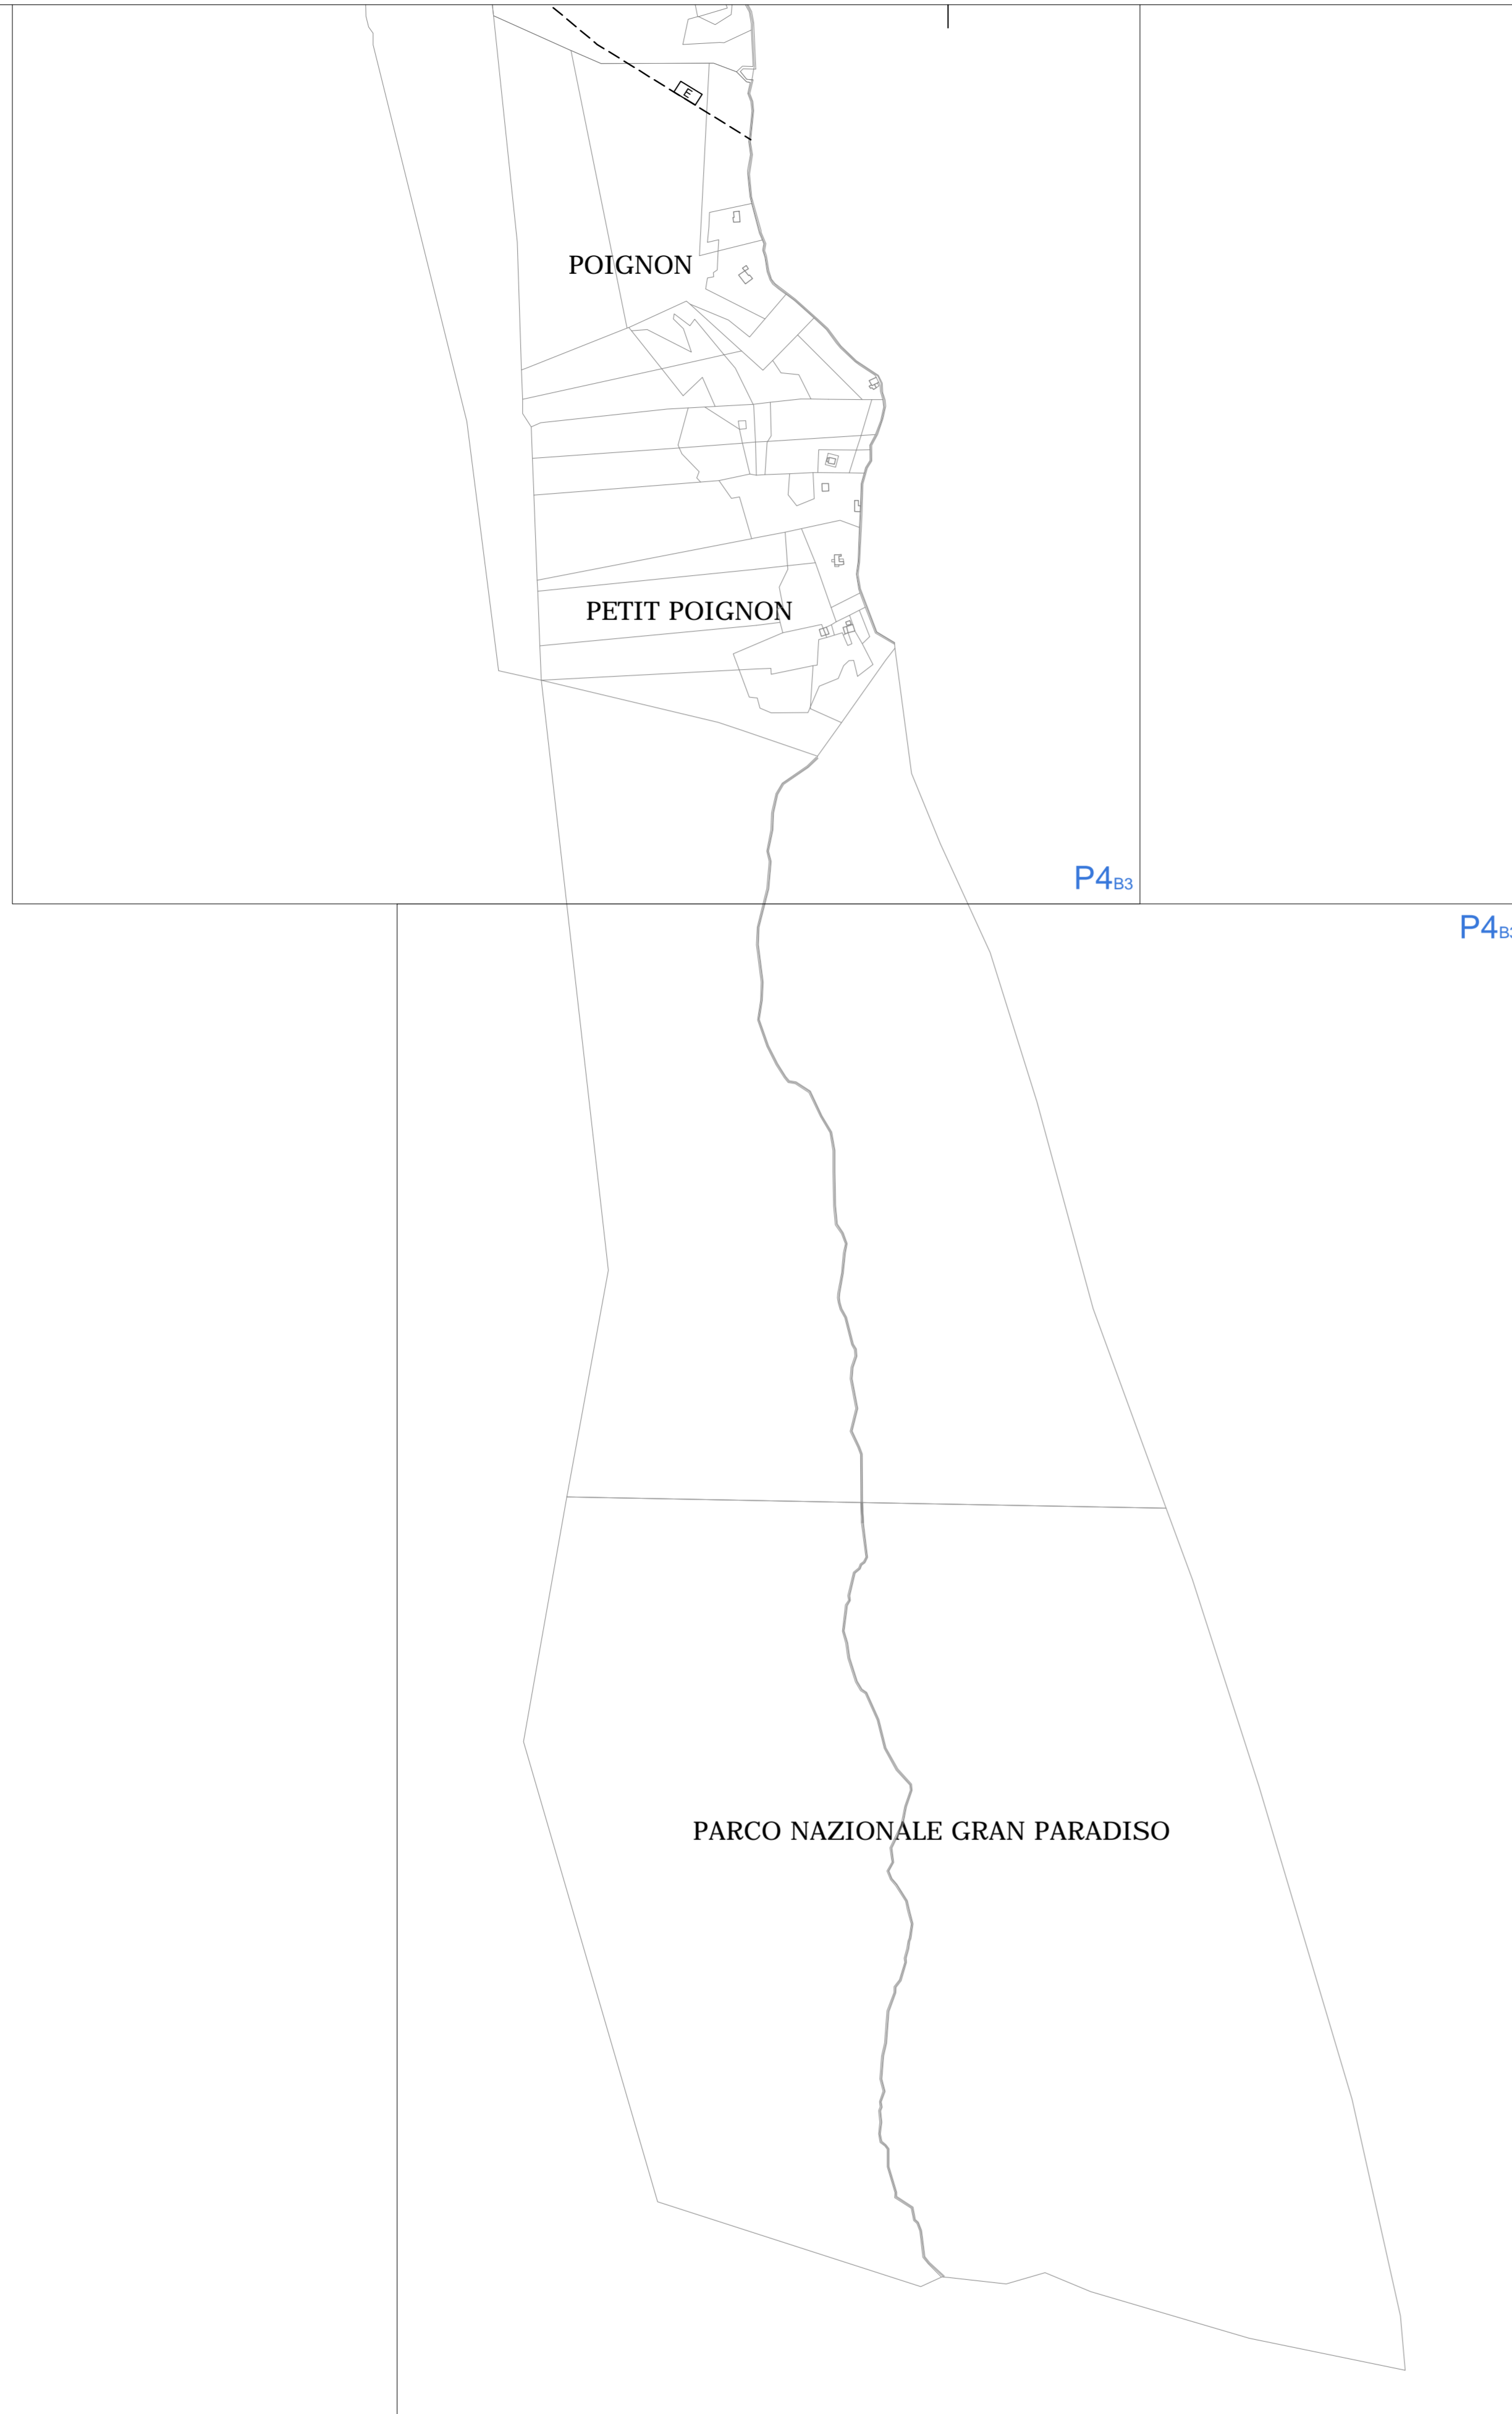 E
POIGNON
PETIT POIGNON
P4B3
P4B3
PARCO NAZIONALE GRAN PARADISO